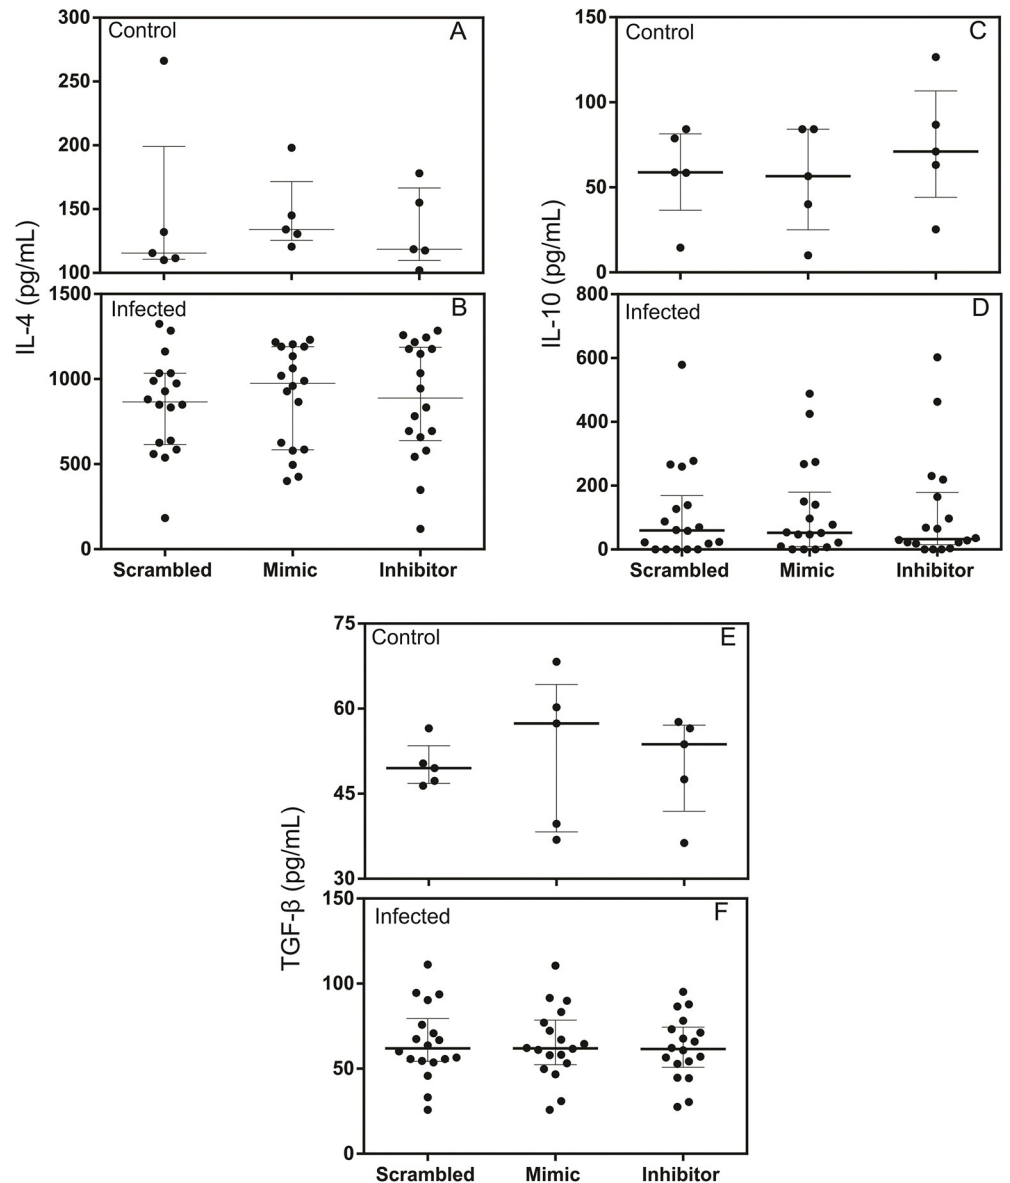 IL-4 (pg/mL)
Control A
300
250
200
150
100
Infected B
1500
1000
500
0
Scrambled Mimic Inhibitor
IL-10 (pg/mL)
Control C
150
100
50
0
Infected D
800
600
400
200
0
Scrambled Mimic Inhibitor
TGF-β (pg/mL)
Control E
75
60
45
30
Infected F
150
100
50
0
Scrambled Mimic Inhibitor